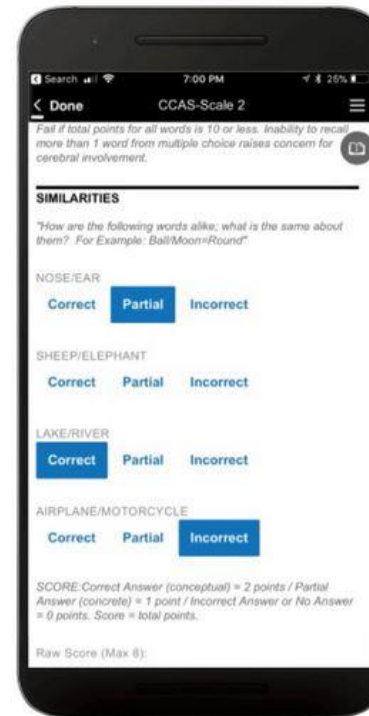 Search
7:00 PM
25%
Done
CCAS-Scale 2
Fail if total points for all words is 10 or less. Inability to recall
more than 1 word from multiple choice raises concern for
cerebral involvement.
SIMILARITIES
"How are the following words alike; what is the same about
them? For Example: Ball/Moon=Round"
NOSE/EAR
Correct Partial Incorrect
SHEEP/ELEPHANT
Correct Partial Incorrect
LAKE/RIVER
Correct Partial Incorrect
AIRPLANE/MOTORCYCLE
Correct Partial Incorrect
SCORE:Correct Answer (conceptual) = 2 points / Partial
Answer (concrete) = 1 point / Incorrect Answer or No Answer
= 0 points. Score = total points.
Raw Score (Max 8):